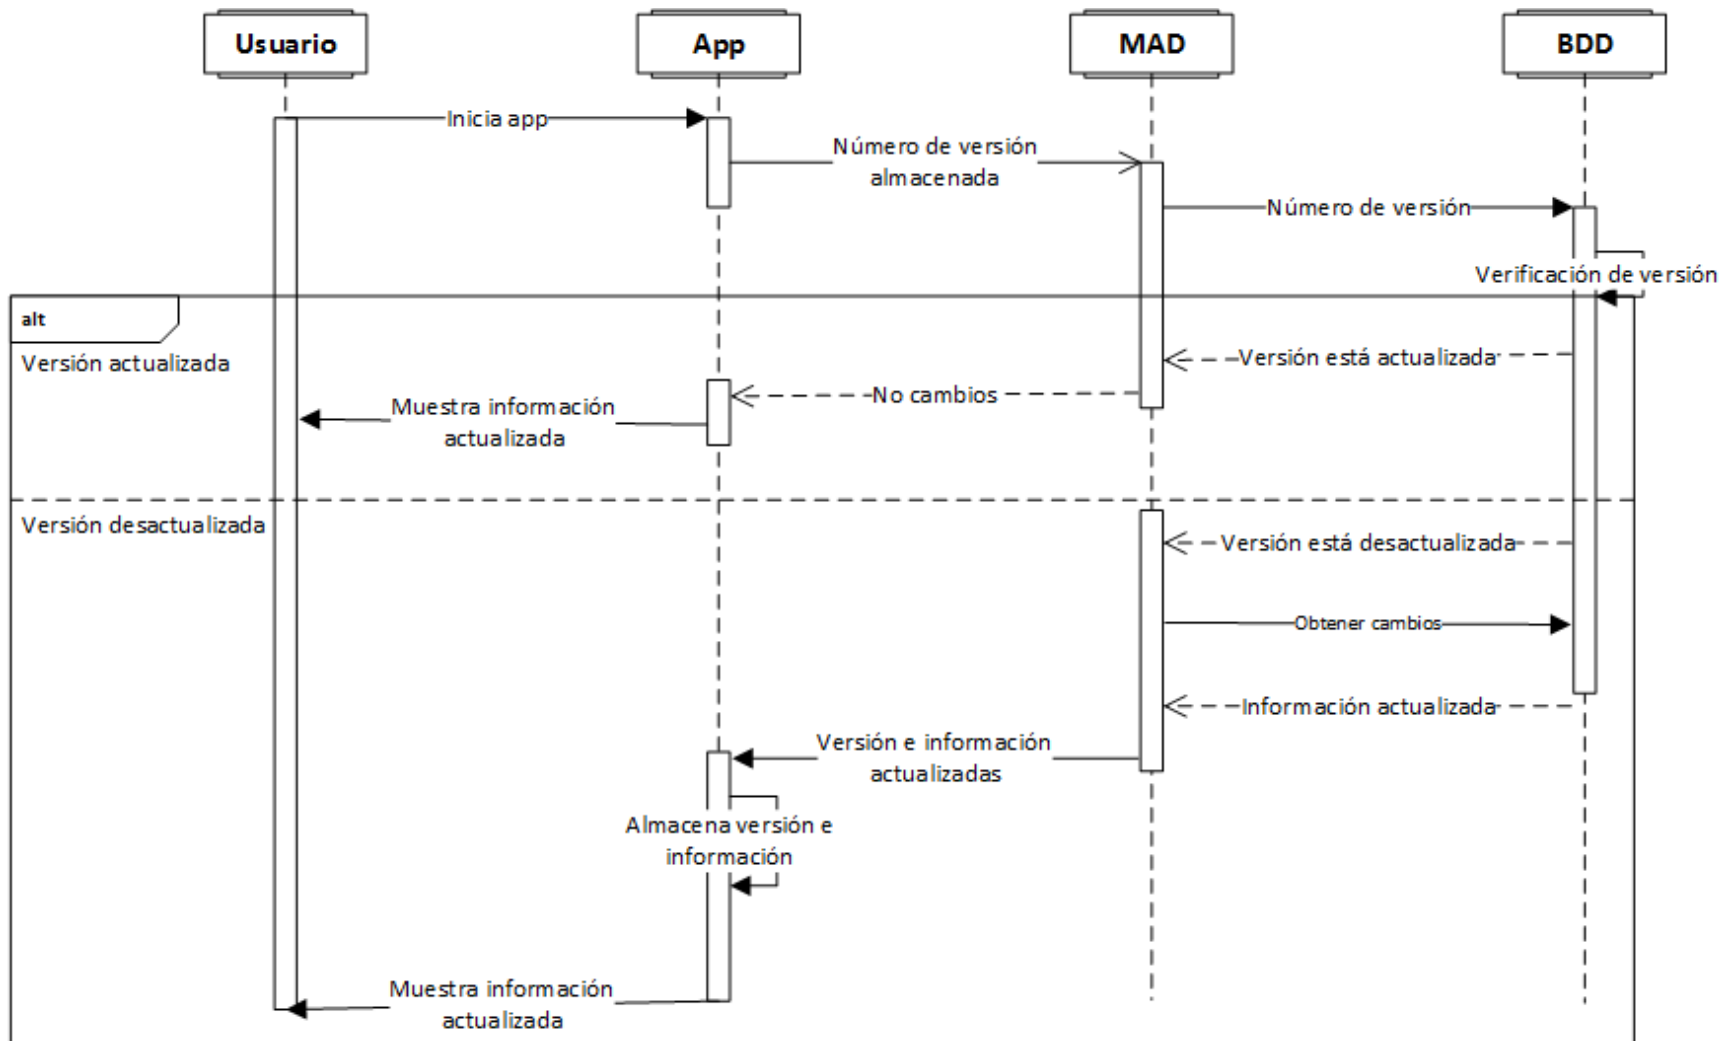 Usuario
App
MAD
BDD
Inicia app
Número de versión
almacenada
Número de versión
Verificación de versión
alt
Versión actualizada
Versión está actualizada
No cambios
Muestra información
actualizada
Versión desactualizada
Versión está desactualizada
Obtener cambios
Información actualizada
Versión e información
actualizadas
Almacena versión e
información
Muestra información
actualizada